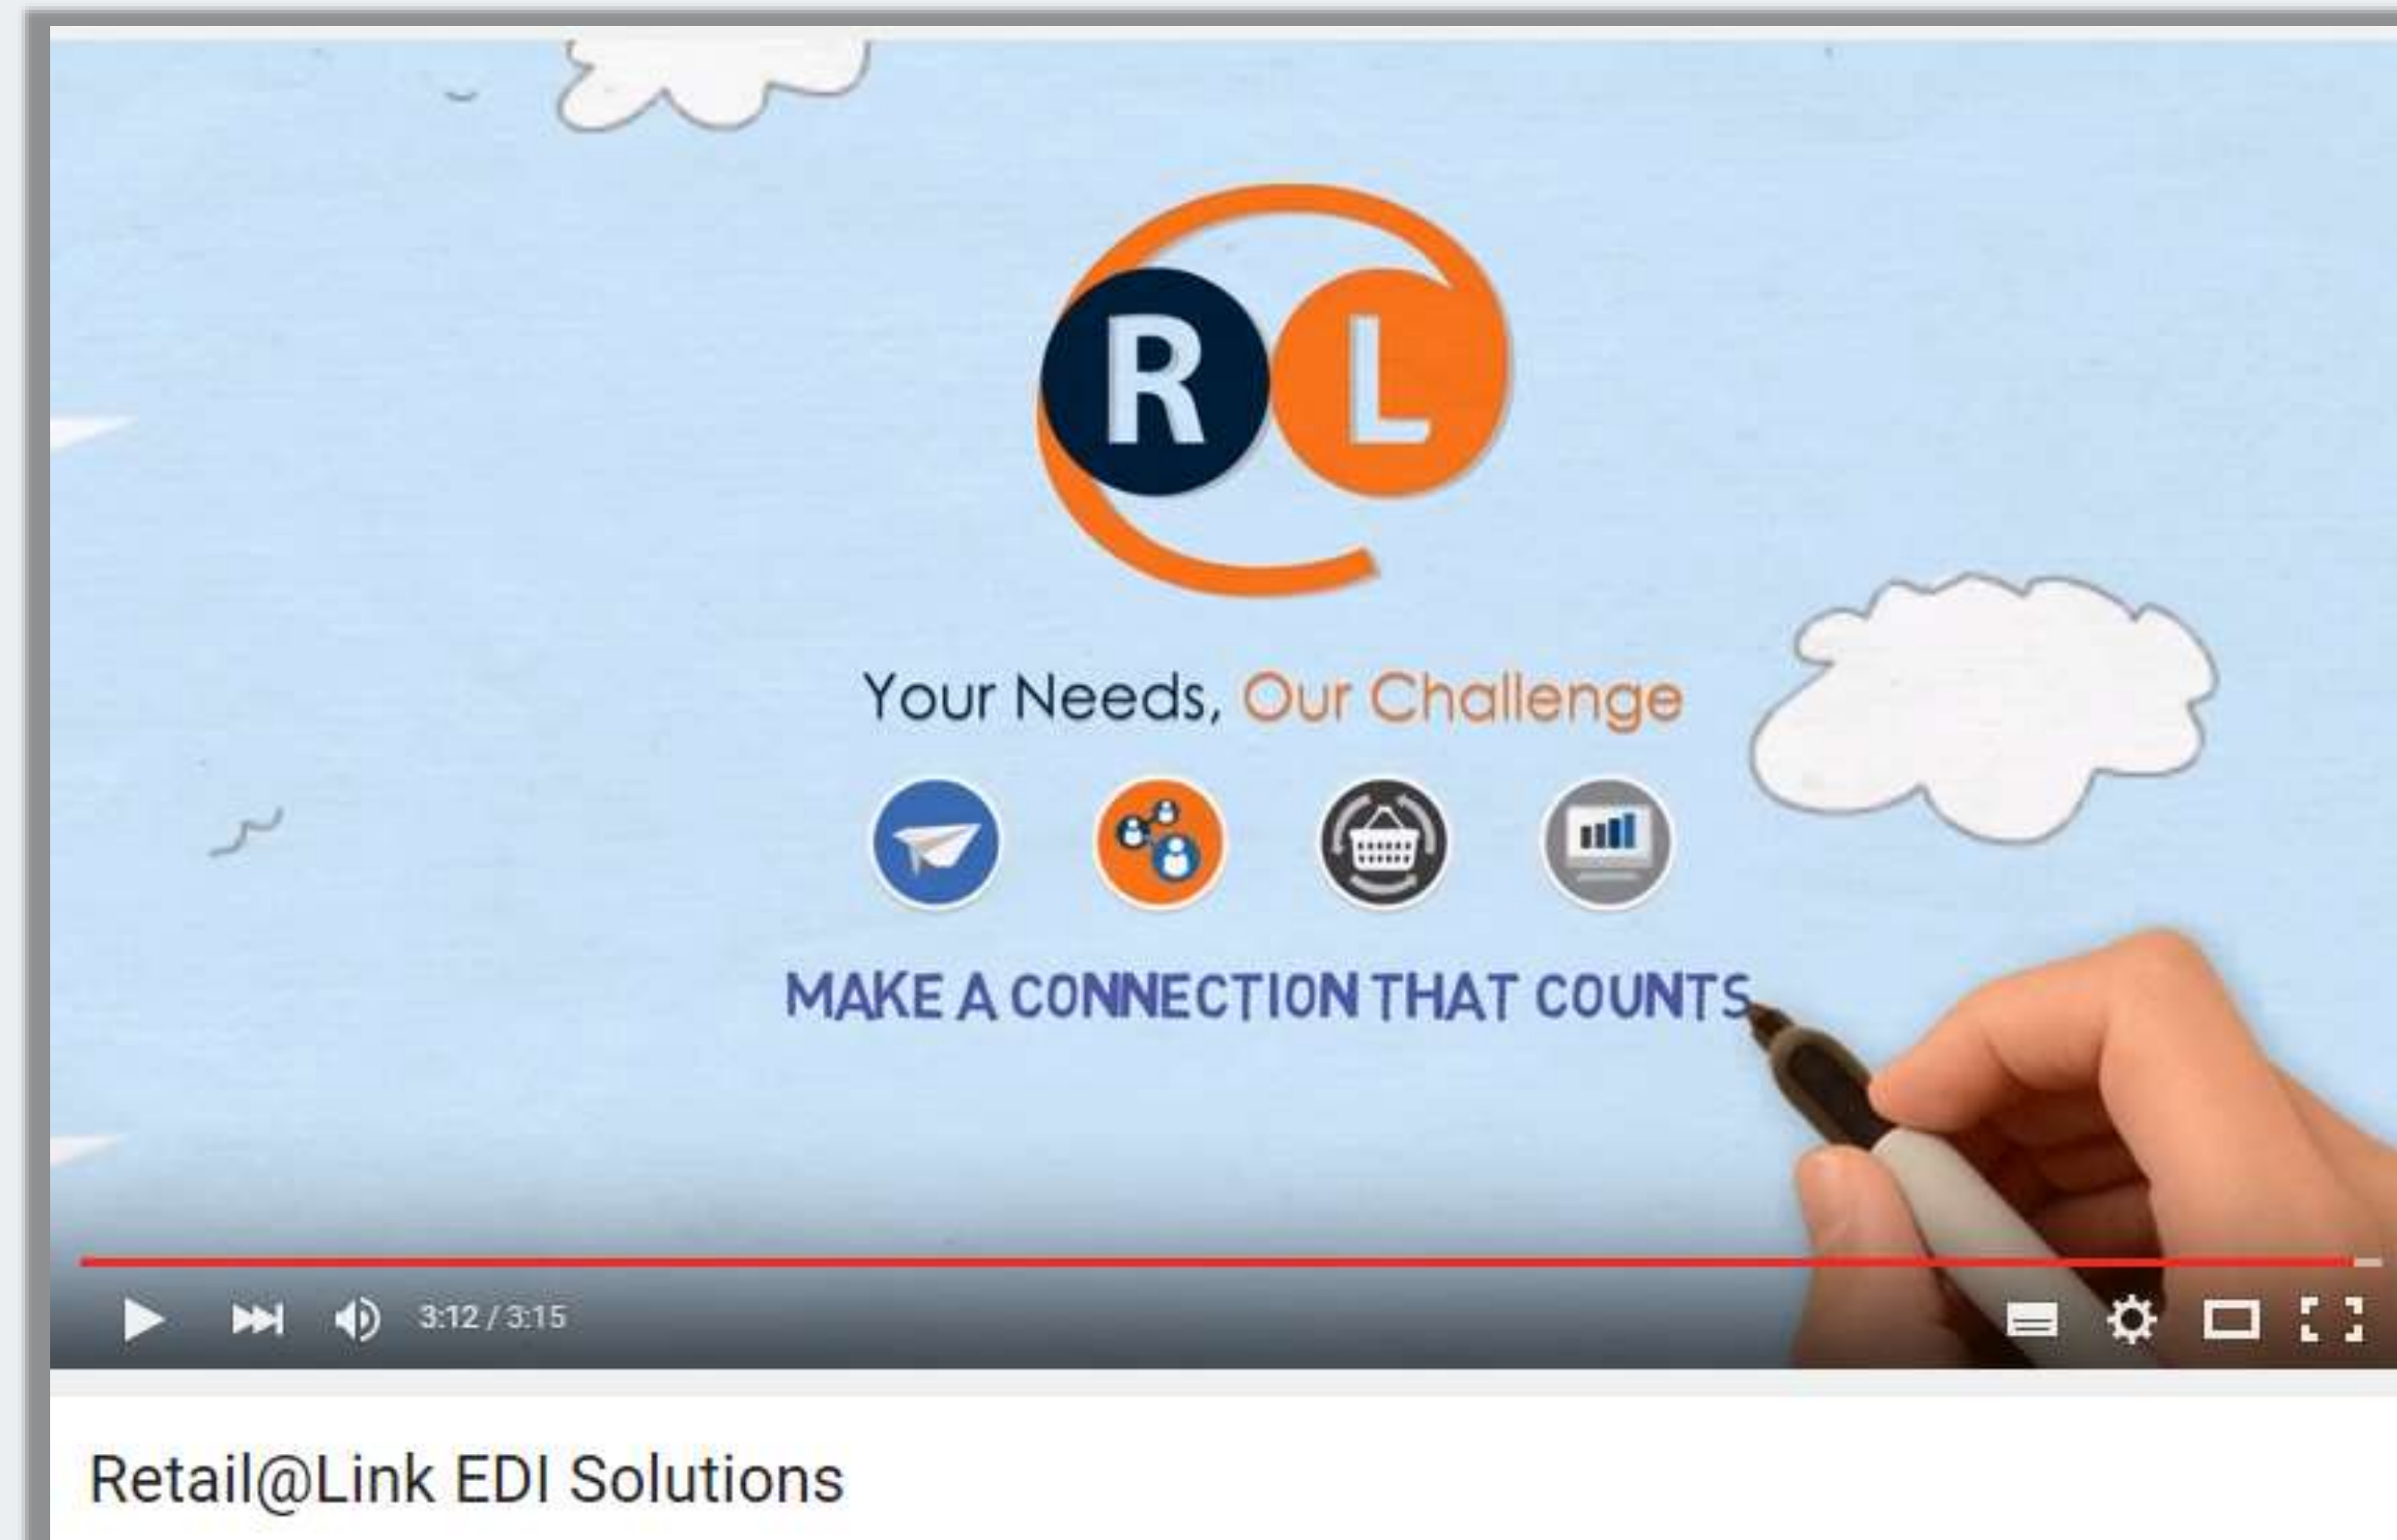 R L
Your Needs, Our Challenge
MAKE A CONNECTION THAT COUNTS
3:12 / 3:15
Retail@Link EDI Solutions